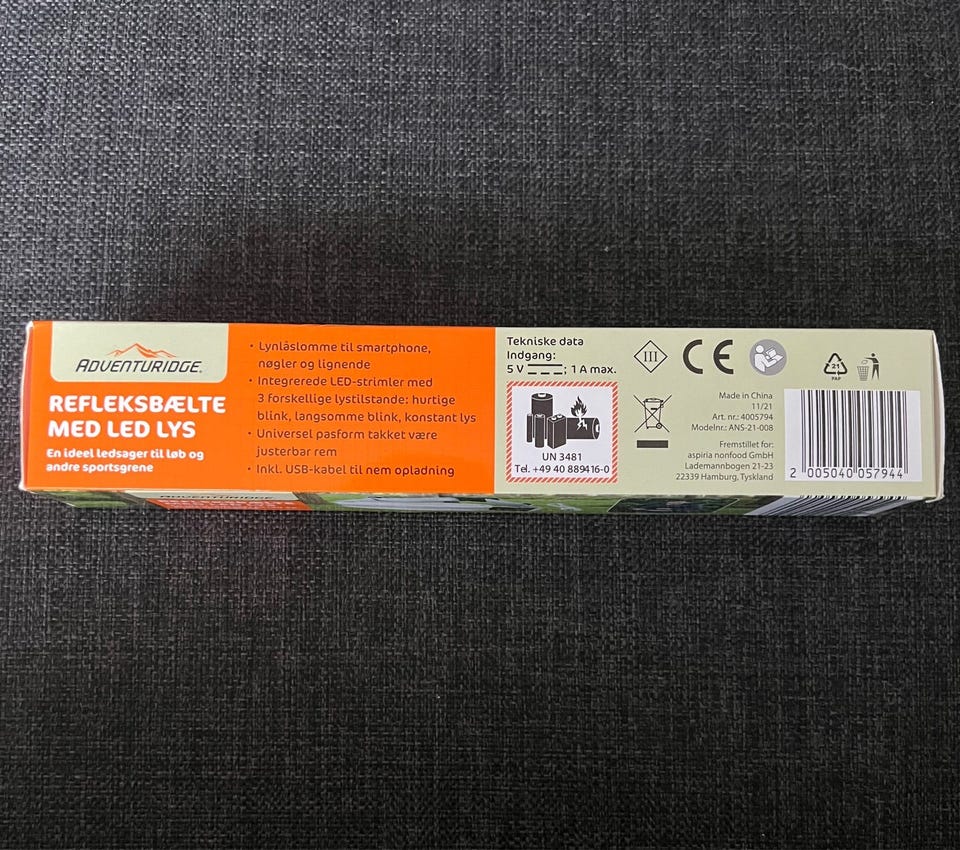 ADVENTURIDGE
REFLEKSBÆLTE
MED LED LYS
En ideel ledsager til løb og
andre sportsgrene
· Lynlåslomme til smartphone,
nøgler og lignende
· Integrerede LED-strimler med
3 forskellige lystilstande: hurtige
blink, langsomme blink, konstant lys
· Universel pasform takket være
justerbar rem
· Inkl. USB-kabel til nem opladning
Tekniske data
Indgang:
5 V ⎓; 1 A max.
UN 3481
Tel. +49 40 889416-0
III
CE
21
PAP
Made in China
11/21
Art. nr.: 4005794
Modelnr.: ANS-21-008
Fremstillet for:
aspiria nonfood GmbH
Lademannbogen 21-23
22339 Hamburg, Tyskland
2 005040 057944
ADVENTURIDGE